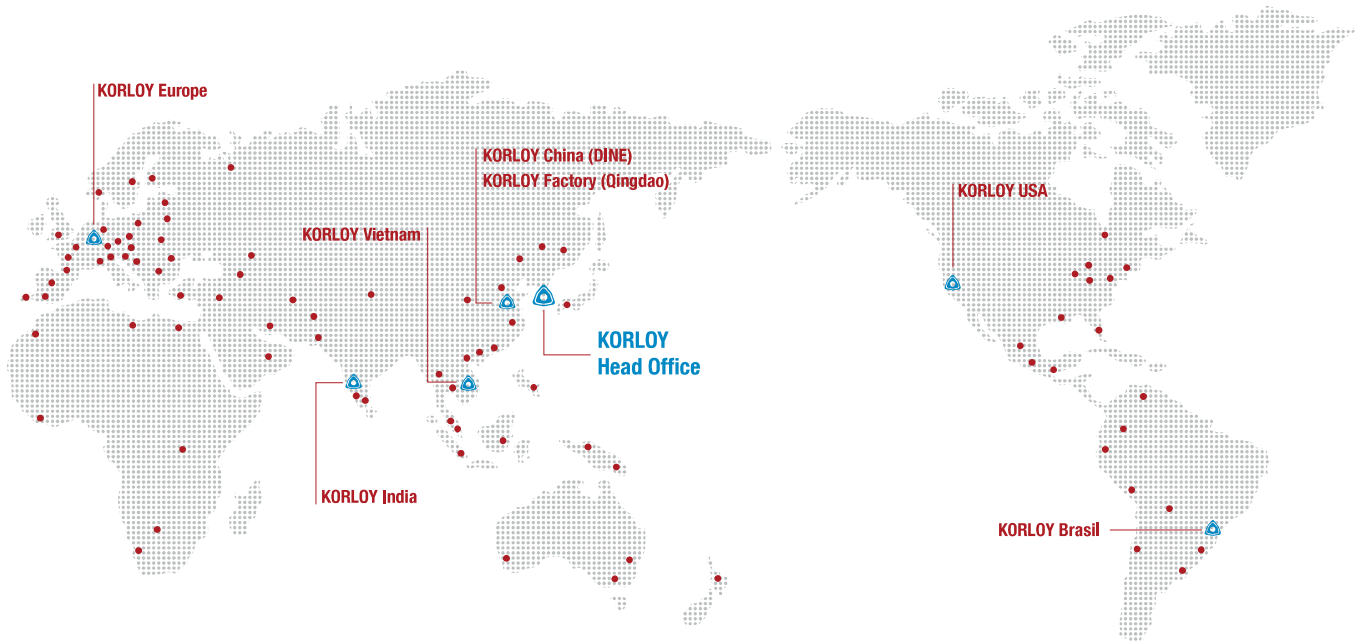 KORLOY Europe
KORLOY China (DINE)
KORLOY Factory (Qingdao)
KORLOY USA
KORLOY Vietnam
KORLOY
Head Office
KORLOY India
KORLOY Brasil